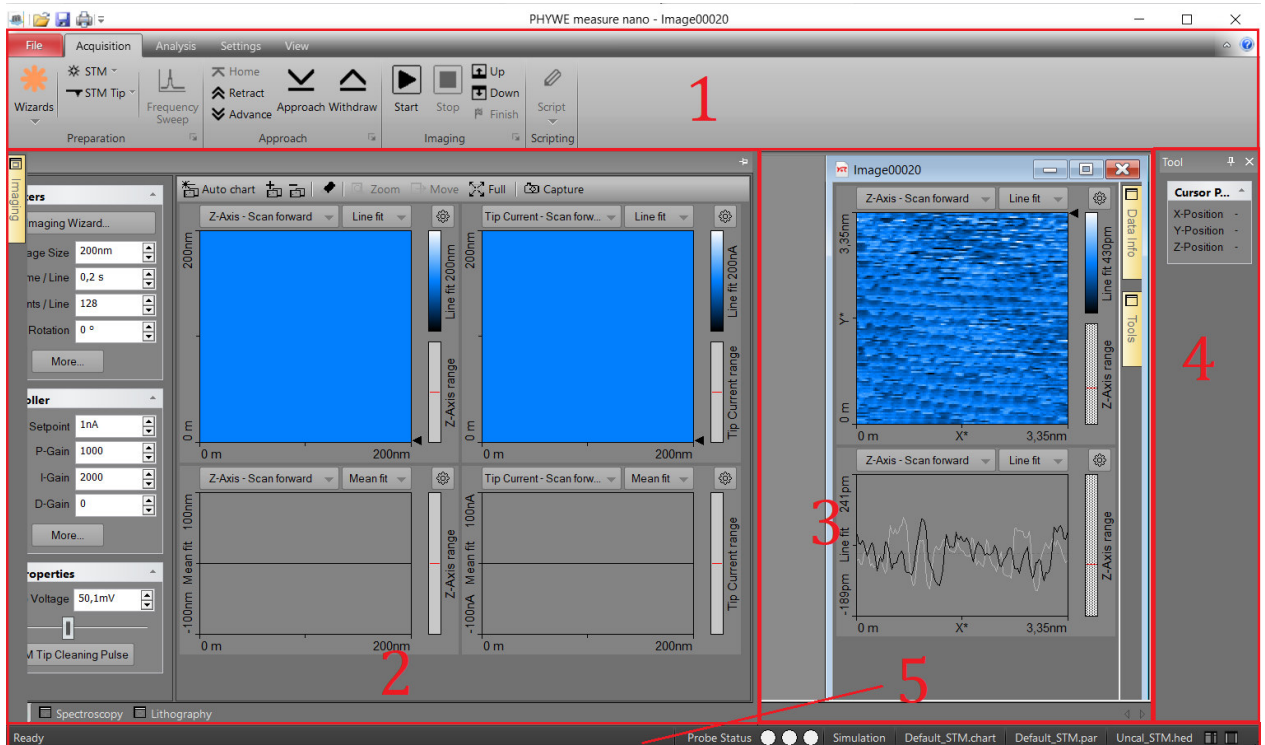 PHYWE measure nano - Image00020
File Acquisition Analysis Settings View
Wizards
STM
STM Tip
Preparation
Frequency
Sweep
Home
Retract
Advance
Approach
Withdraw
Approach
Start
Stop
Up
Down
Finish
Imaging
Script
Scripting
1
Imaging
ters
maging Wizard...
age Size 200nm
me / Line 0,2 s
nts / Line 128
Rotation 0 °
More...
oller
Setpoint 1nA
P-Gain 1000
I-Gain 2000
D-Gain 0
More...
roperties
Voltage 50,1mV
M Tip Cleaning Pulse
Auto chart Zoom Move Full Capture
Z-Axis - Scan forward Line fit
200nm
0 m
0 m 200nm
Line fit 200nm
Z-Axis range
Tip Current - Scan forw... Line fit
200nm
0 m
0 m 200nm
Line fit 200nA
Tip Current range
Z-Axis - Scan forward Mean fit
-100nm Mean fit 100nm
0 m 200nm
Z-Axis range
Tip Current - Scan forw... Mean fit
-100nA Mean fit 100nA
0 m 200nm
Tip Current range
2
Spectroscopy Lithography
Image00020
Z-Axis - Scan forward Line fit
3,35nm
Y*
0 m
0 m X* 3,35nm
Line fit 430pm
Z-Axis range
Z-Axis - Scan forward Line fit
-189pm Line fit 241pm
0 m X* 3,35nm
Z-Axis range
Data Info
Tools
3
Tool
Cursor P...
X-Position -
Y-Position -
Z-Position -
4
5
Ready
Probe Status Simulation Default_STM.chart Default_STM.par Uncal_STM.hed